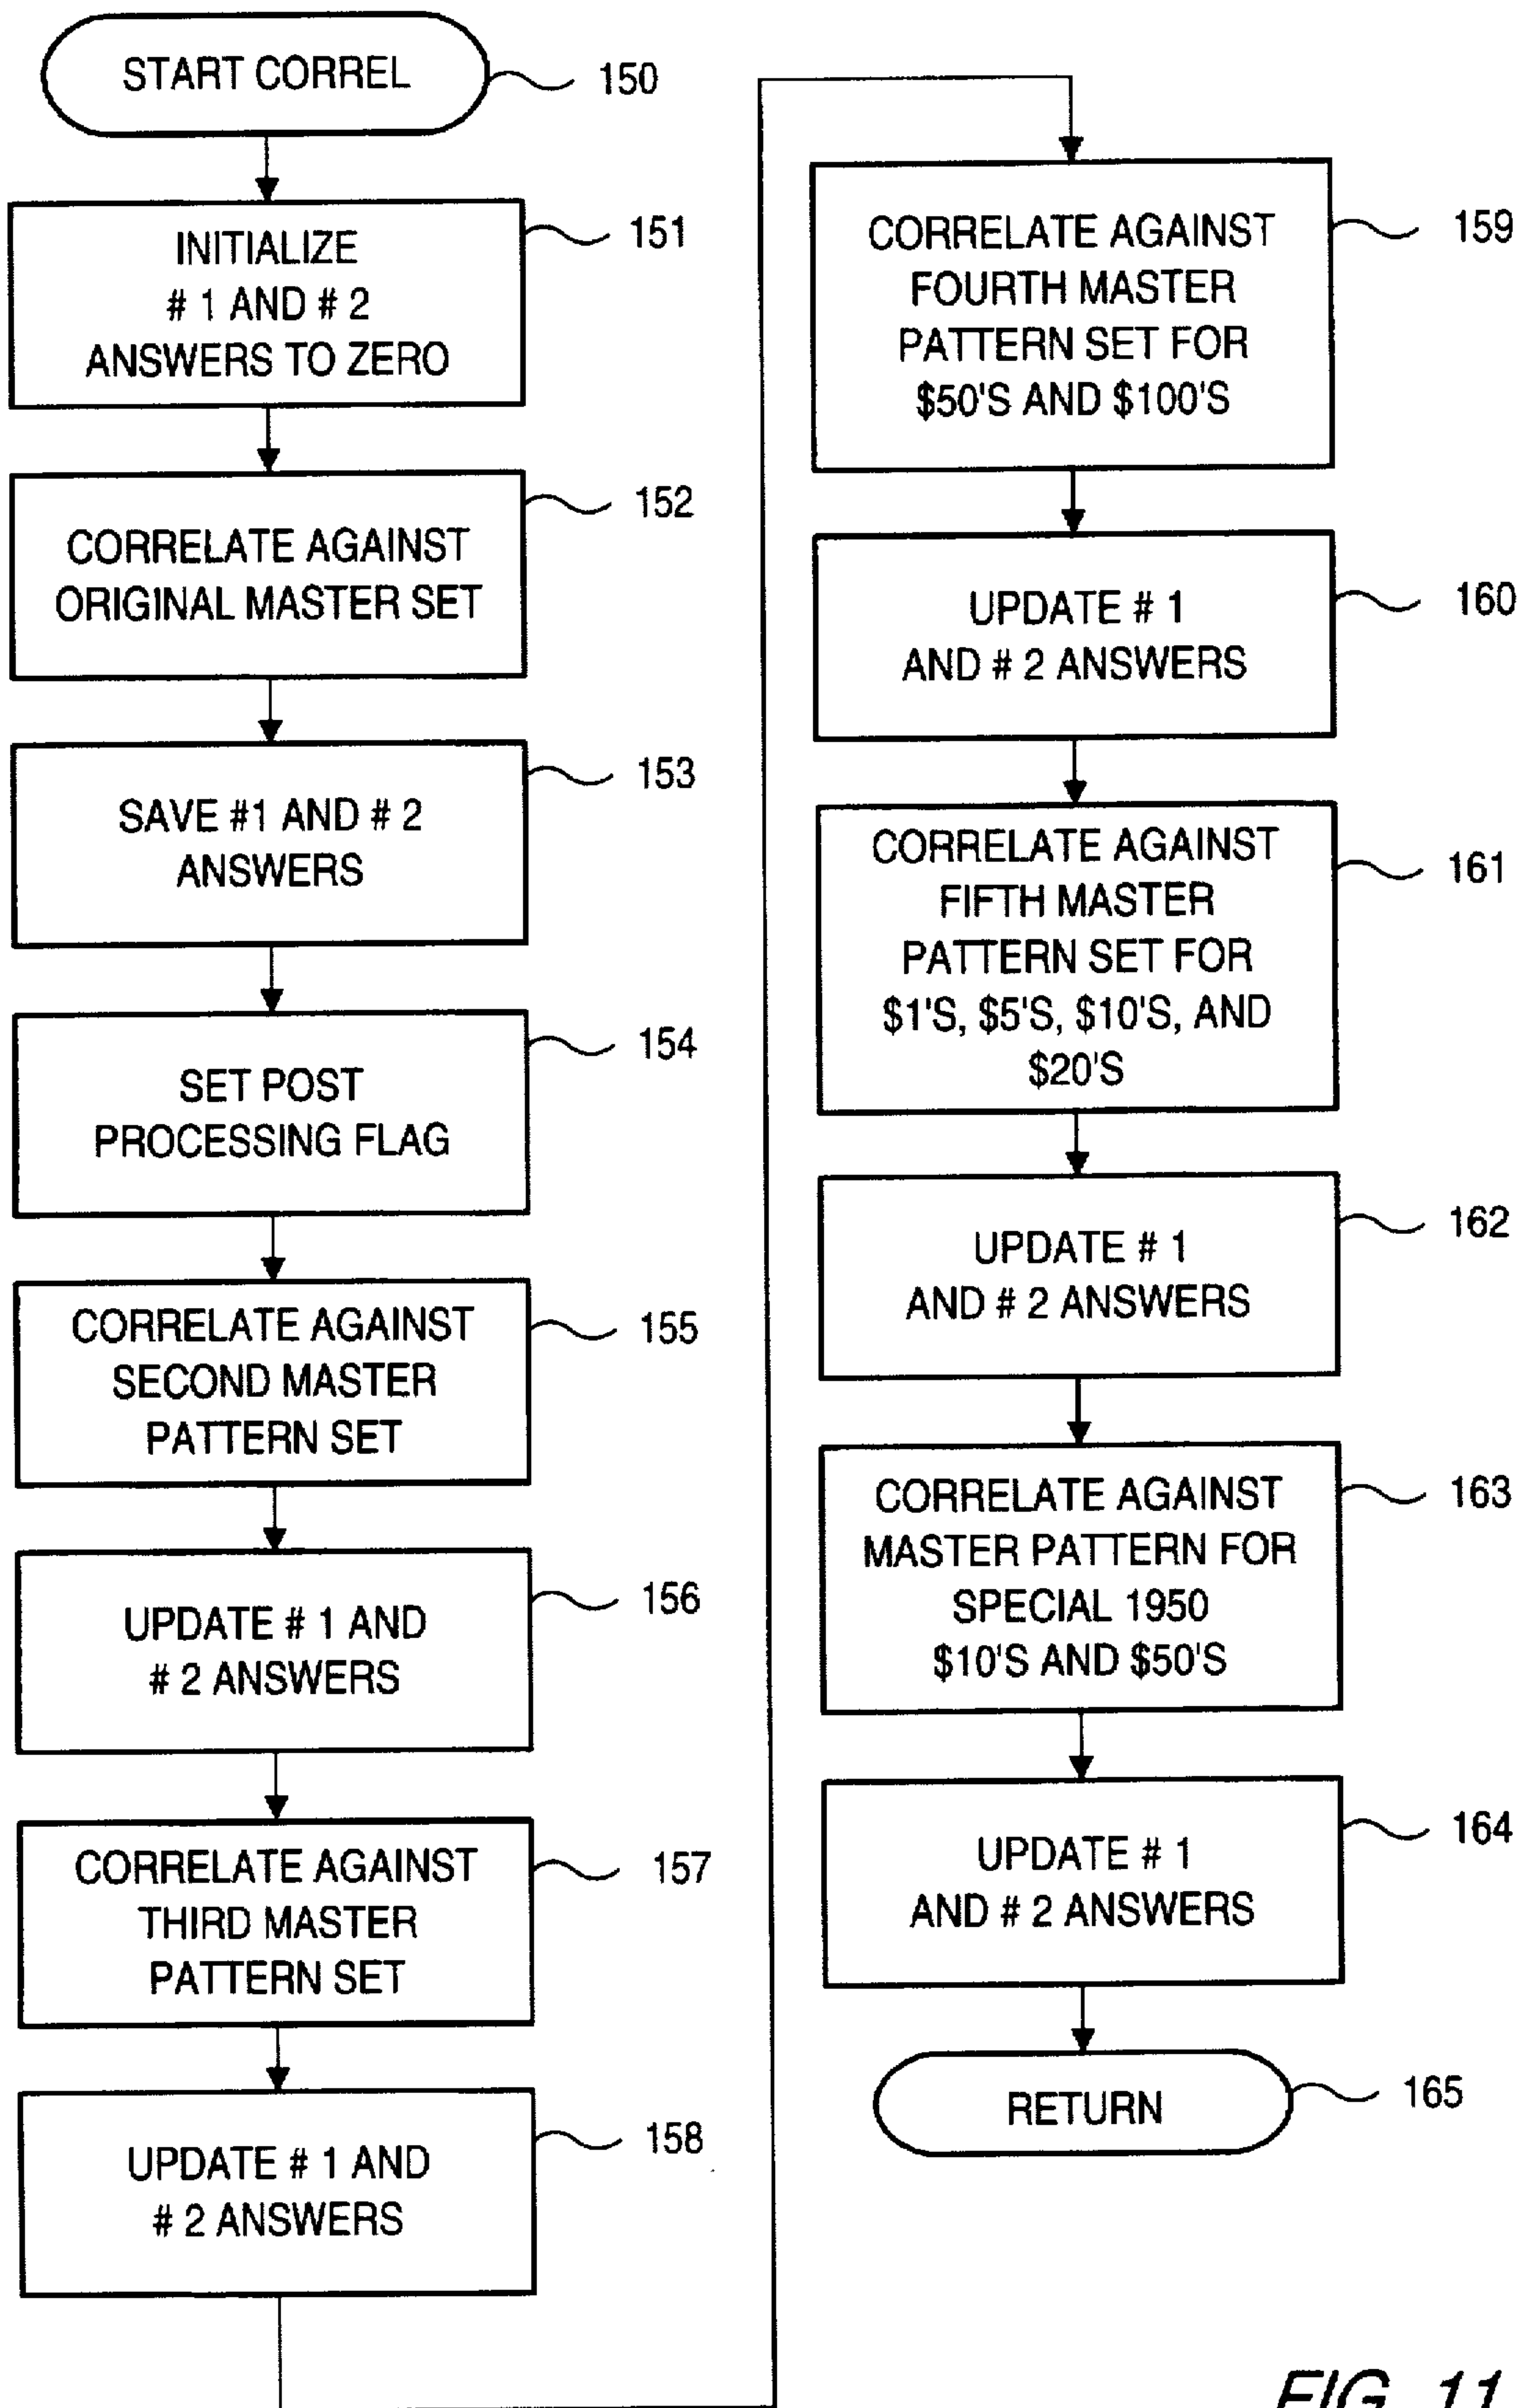 START CORREL
150
INITIALIZE
# 1 AND # 2
ANSWERS TO ZERO
151
CORRELATE AGAINST
ORIGINAL MASTER SET
152
SAVE #1 AND # 2
ANSWERS
153
SET POST
PROCESSING FLAG
154
CORRELATE AGAINST
SECOND MASTER
PATTERN SET
155
UPDATE # 1 AND
# 2 ANSWERS
156
CORRELATE AGAINST
THIRD MASTER
PATTERN SET
157
UPDATE # 1 AND
# 2 ANSWERS
158
CORRELATE AGAINST
FOURTH MASTER
PATTERN SET FOR
$50'S AND $100'S
159
UPDATE # 1
AND # 2 ANSWERS
160
CORRELATE AGAINST
FIFTH MASTER
PATTERN SET FOR
$1'S, $5'S, $10'S, AND
$20'S
161
UPDATE # 1
AND # 2 ANSWERS
162
CORRELATE AGAINST
MASTER PATTERN FOR
SPECIAL 1950
$10'S AND $50'S
163
UPDATE # 1
AND # 2 ANSWERS
164
RETURN
165
FIG. 11